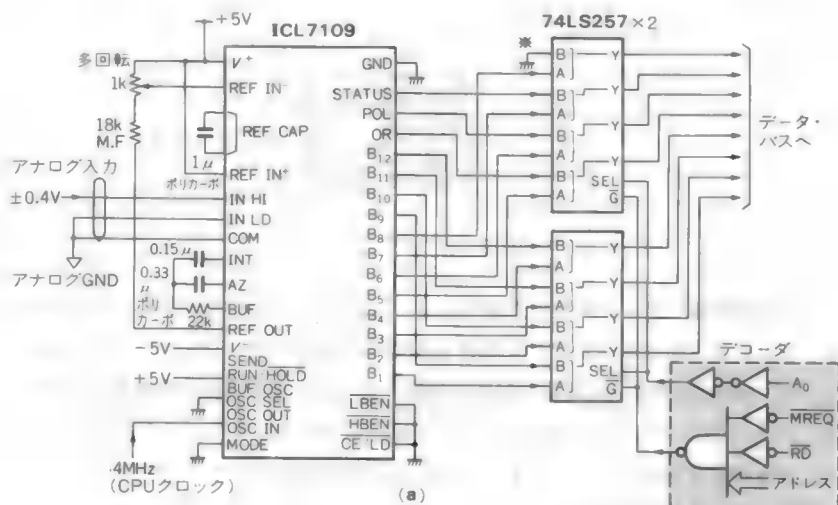 +5V
多回転
1k
18k
M.F
アナログ入力
±0.4V
アナログGND
1μ
ポリカーボ
0.15μ
0.33
μ
ポリ
カーボ
22k
-5V
+5V
4MHz
(CPUクロック)
ICL7109
V+
REF IN-
REF CAP
REF IN+
IN HI
IN LO
COM
INT
AZ
BUF
REF OUT
V-
SEND
RUN/HOLD
BUF OSC
OSC SEL
OSC OUT
OSC IN
MODE
GND
STATUS
POL
OR
B12
B11
B10
B9
B8
B7
B6
B5
B4
B3
B2
B1
LBEN
HBEN
CE/LD
(a)
74LS257×2
※
B
A
B
A
B
A
B
A
Y
Y
Y
Y
SEL
G
B
A
B
A
B
A
B
A
Y
Y
Y
Y
SEL
G
データ・
バスへ
デコーダ
A0
MREQ
RD
アドレス